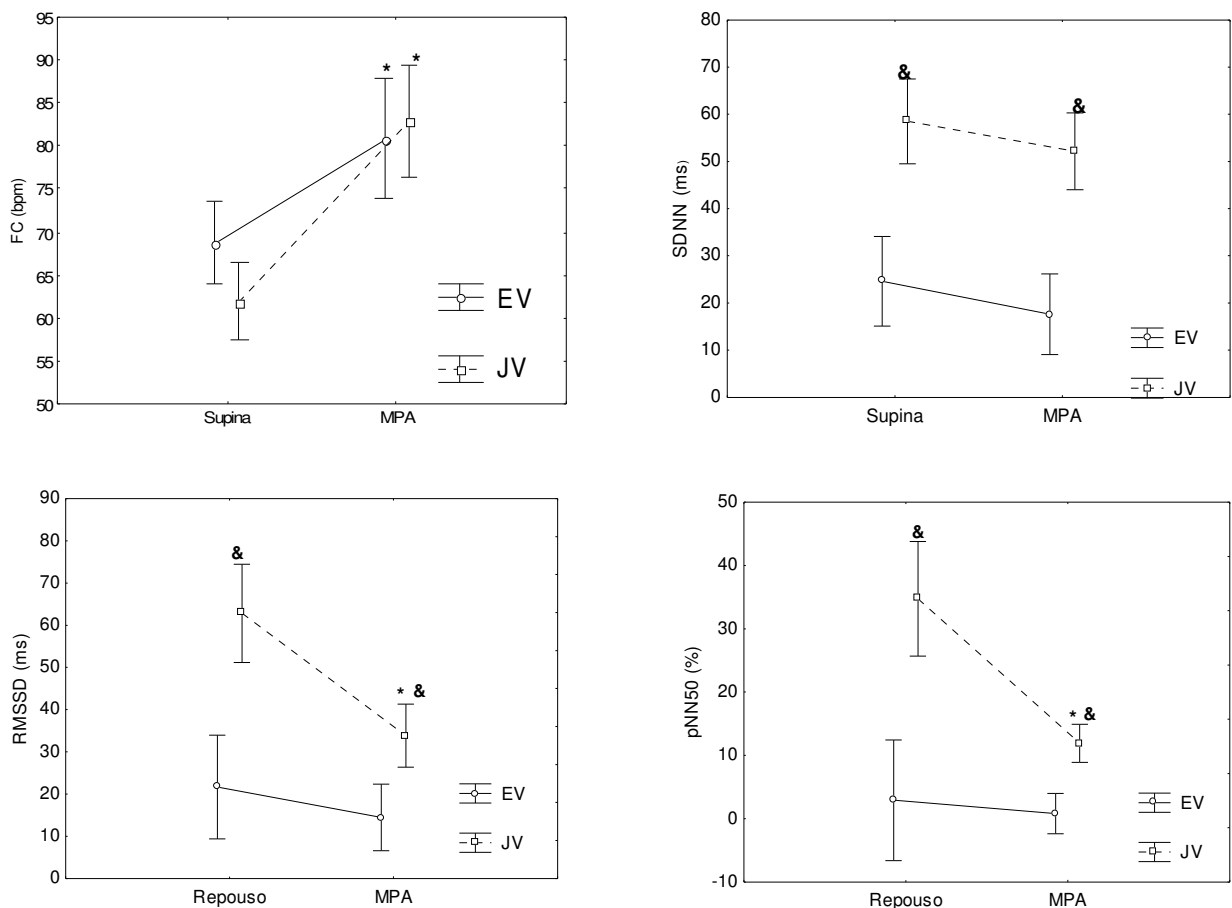 FC (bpm)
95
90
85
80
75
70
65
60
55
50
* *
EV
JV
Supina MPA
SDNN (ms)
80
70
60
50
40
30
20
10
0
& &
EV
JV
Supina MPA
RMSSD (ms)
90
80
70
60
50
40
30
20
10
0
&
* &
EV
JV
Repouso MPA
pNN50 (%)
50
40
30
20
10
0
-10
&
* &
EV
JV
Repouso MPA